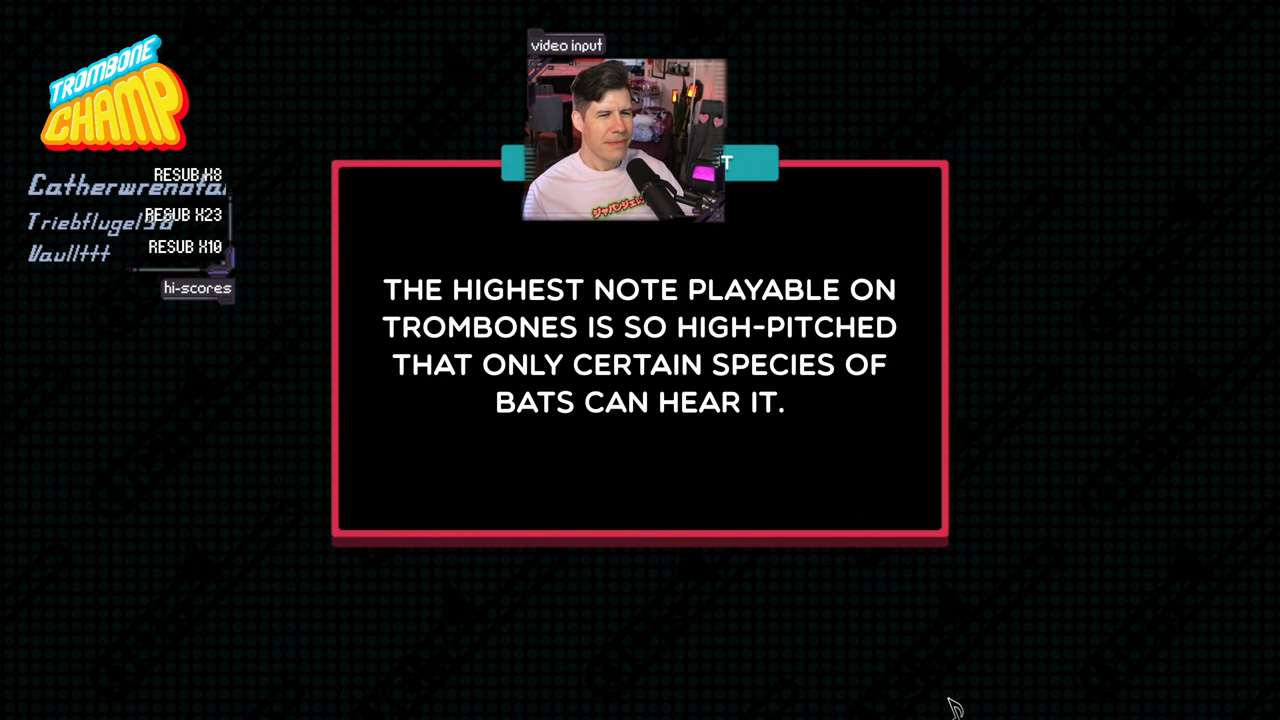 video input
TROMBONE
CHAMP
T
RESUB X8
RESUB X23
Vaullttt
RESUB X10
hi-scores
THE HIGHEST NOTE PLAYABLE ON
TROMBONES IS SO HIGH-PITCHED
THAT ONLY CERTAIN SPECIES OF
BATS CAN HEAR IT.